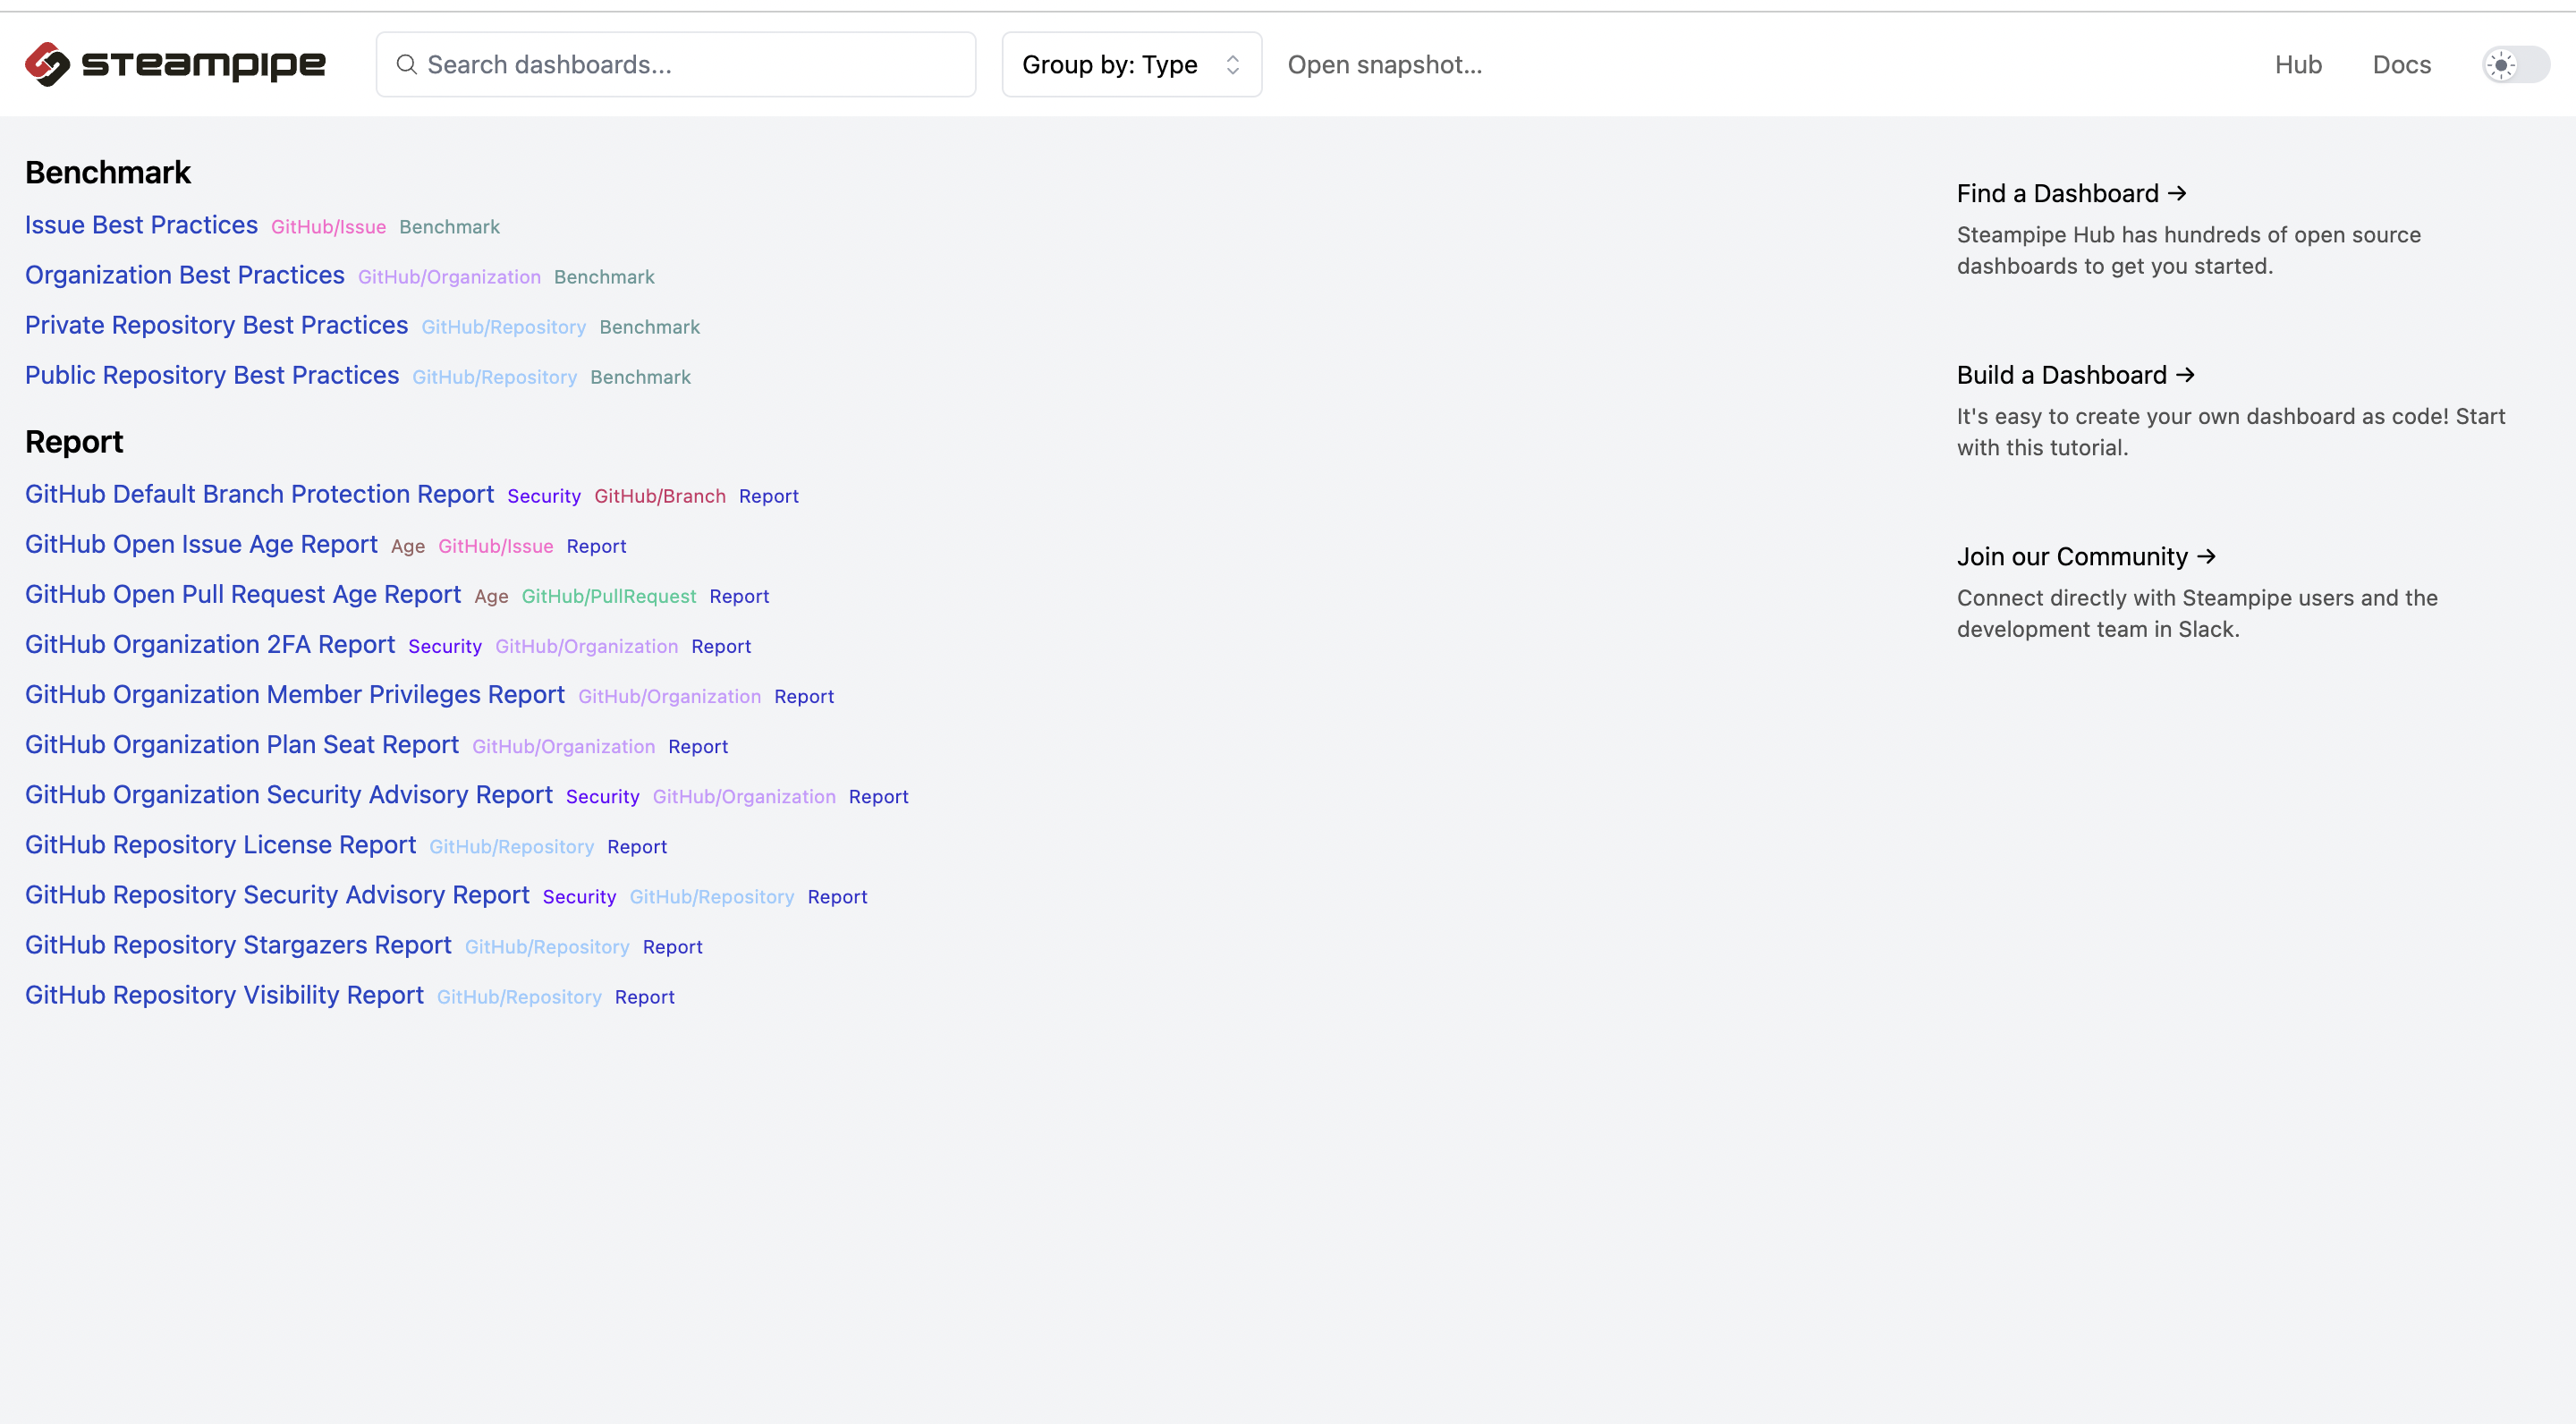 steampipe
Search dashboards...
Group by: Type
Open snapshot...
Hub
Docs
Benchmark
Issue Best Practices GitHub/Issue Benchmark
Organization Best Practices GitHub/Organization Benchmark
Private Repository Best Practices GitHub/Repository Benchmark
Public Repository Best Practices GitHub/Repository Benchmark
Report
GitHub Default Branch Protection Report Security GitHub/Branch Report
GitHub Open Issue Age Report Age GitHub/Issue Report
GitHub Open Pull Request Age Report Age GitHub/PullRequest Report
GitHub Organization 2FA Report Security GitHub/Organization Report
GitHub Organization Member Privileges Report GitHub/Organization Report
GitHub Organization Plan Seat Report GitHub/Organization Report
GitHub Organization Security Advisory Report Security GitHub/Organization Report
GitHub Repository License Report GitHub/Repository Report
GitHub Repository Security Advisory Report Security GitHub/Repository Report
GitHub Repository Stargazers Report GitHub/Repository Report
GitHub Repository Visibility Report GitHub/Repository Report
Find a Dashboard →
Steampipe Hub has hundreds of open source
dashboards to get you started.
Build a Dashboard →
It's easy to create your own dashboard as code! Start
with this tutorial.
Join our Community →
Connect directly with Steampipe users and the
development team in Slack.